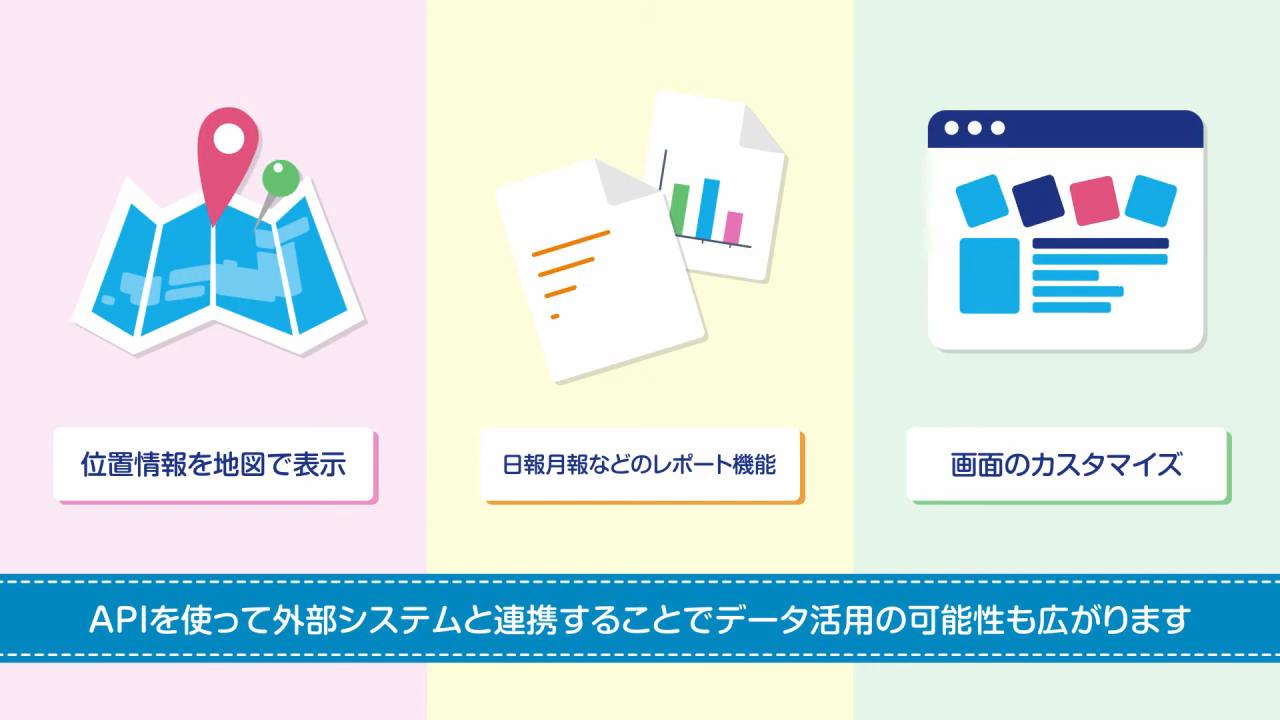 位置情報を地図で表示
日報月報などのレポート機能
画面のカスタマイズ
APIを使って外部システムと連携することでデータ活用の可能性も広がります